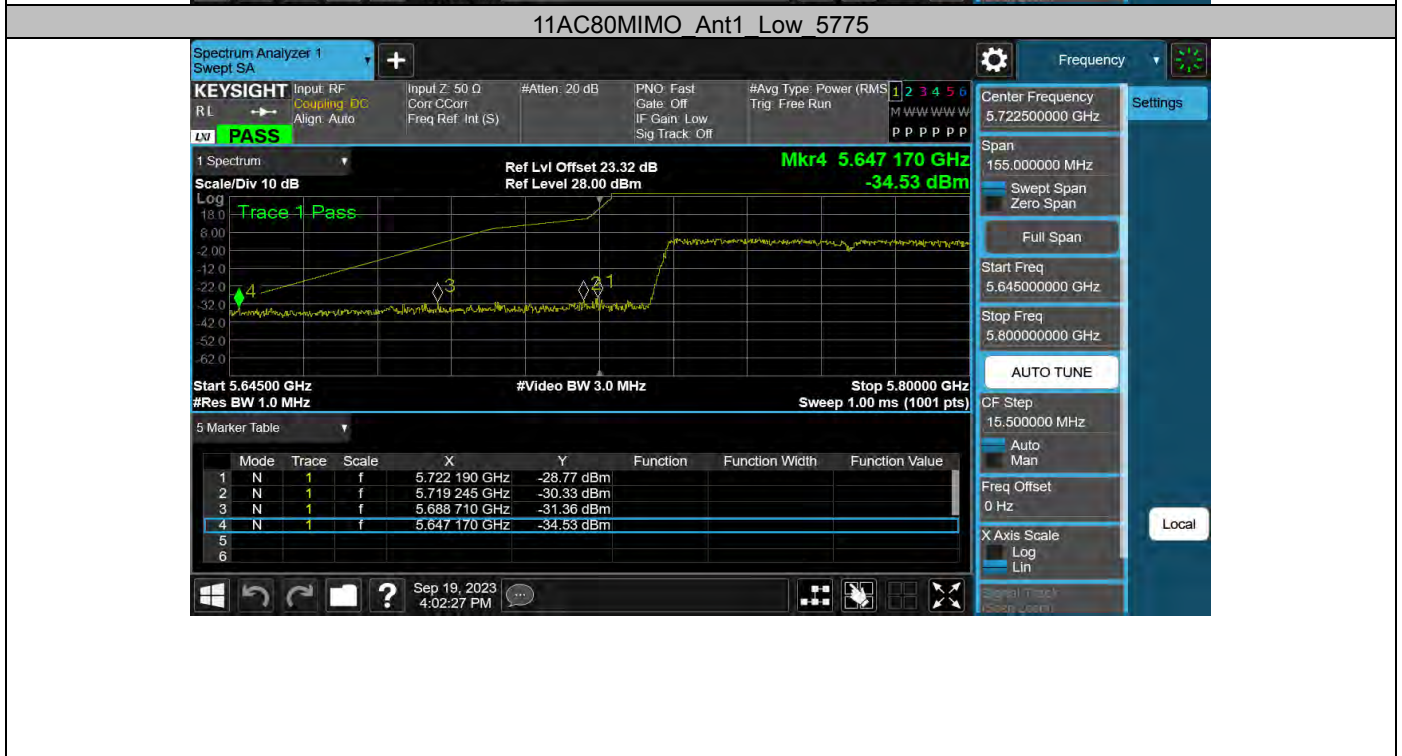 11AC80MIMO_Ant1_Low_5775
Spectrum Analyzer 1
Swept SA
+
Frequency
KEYSIGHT
RL
LXI
PASS
Input: RF
Coupling: DC
Align: Auto
Input Z: 50 Ω
Corr CCorr
Freq Ref: Int (S)
#Atten: 20 dB
PNO: Fast
Gate: Off
IF Gain: Low
Sig Track: Off
#Avg Type: Power (RMS
Trig: Free Run
1 2 3 4 5 6
M W W W W W
P P P P P P
Center Frequency
5.722500000 GHz
Settings
1 Spectrum
Scale/Div 10 dB
Ref Lvl Offset 23.32 dB
Ref Level 28.00 dBm
Mkr4 5.647 170 GHz
-34.53 dBm
Span
155.000000 MHz
Swept Span
Zero Span
Full Span
Log
Trace 1 Pass
18.0
8.00
-2.00
-12.0
-22.0
-32.0
-42.0
-52.0
-62.0
4
3
2
1
Start Freq
5.645000000 GHz
Stop Freq
5.800000000 GHz
AUTO TUNE
Start 5.64500 GHz
#Res BW 1.0 MHz
#Video BW 3.0 MHz
Stop 5.80000 GHz
Sweep 1.00 ms (1001 pts)
CF Step
15.500000 MHz
Auto
Man
5 Marker Table
Mode Trace Scale X Y Function Function Width Function Value
1 N 1 f 5.722 190 GHz -28.77 dBm
2 N 1 f 5.719 245 GHz -30.33 dBm
3 N 1 f 5.688 710 GHz -31.36 dBm
4 N 1 f 5.647 170 GHz -34.53 dBm
5
6
Freq Offset
0 Hz
Local
X Axis Scale
Log
Lin
?
Sep 19, 2023
4:02:27 PM
Signal Track